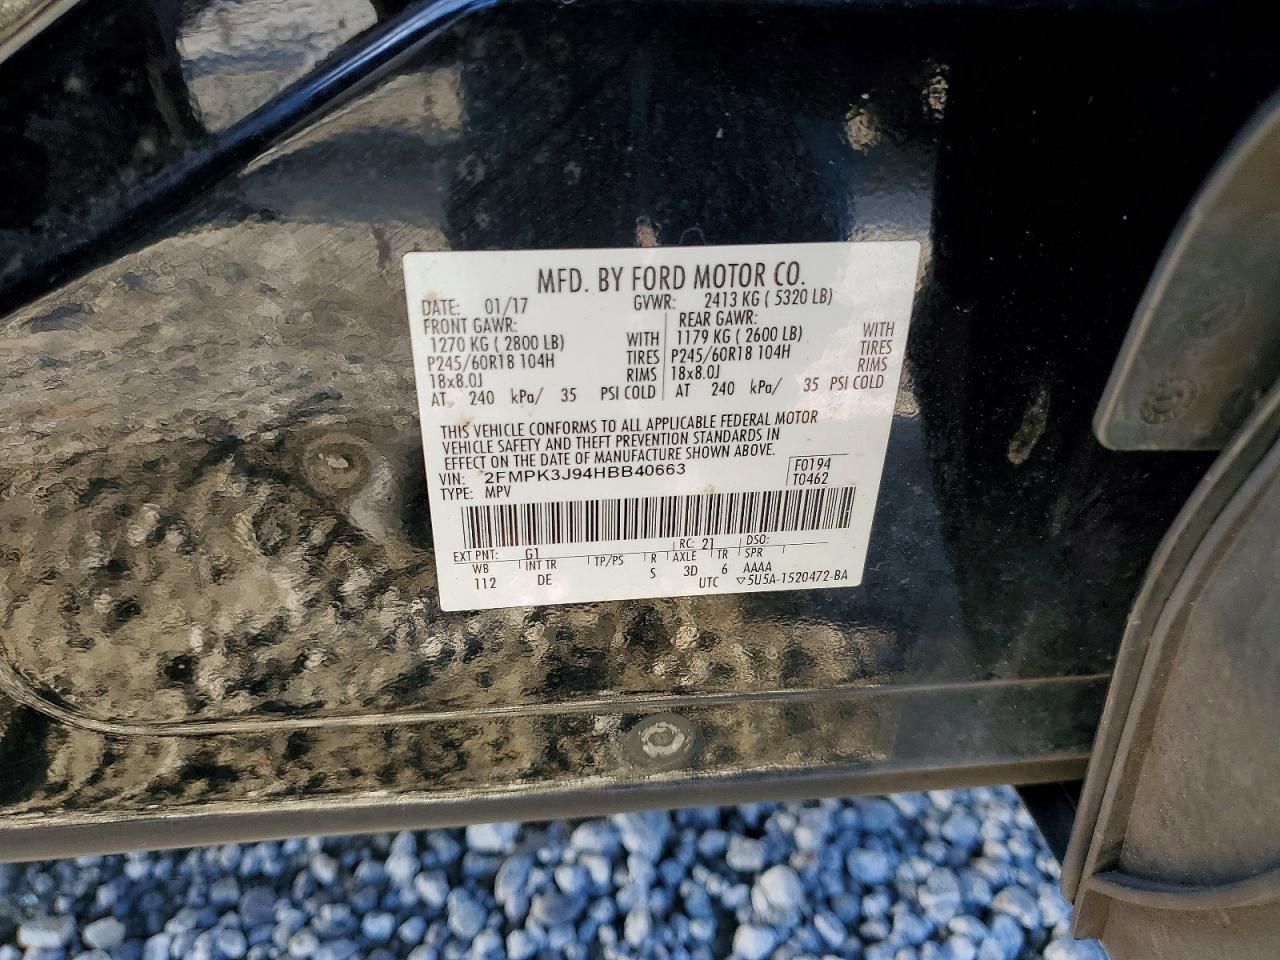 MFD. BY FORD MOTOR CO.
DATE: 01/17 GVWR: 2413 KG ( 5320 LB)
FRONT GAWR: REAR GAWR:
1270 KG ( 2800 LB) WITH 1179 KG ( 2600 LB) WITH
P245/60R18 104H TIRES P245/60R18 104H TIRES
18x8.0J RIMS 18x8.0J RIMS
AT 240 kPa/ 35 PSI COLD AT 240 kPa/ 35 PSI COLD
THIS VEHICLE CONFORMS TO ALL APPLICABLE FEDERAL MOTOR
VEHICLE SAFETY AND THEFT PREVENTION STANDARDS IN
EFFECT ON THE DATE OF MANUFACTURE SHOWN ABOVE.
VIN: 2FMPK3J94HBB40663 F0194
TYPE: MPV T0462
EXT PNT: G1 RC: 21 DSO:
WB INT TR TP/PS R AXLE TR SPR
112 DE S 3D 6 AAAA
UTC ▽5U5A-1520472-BA